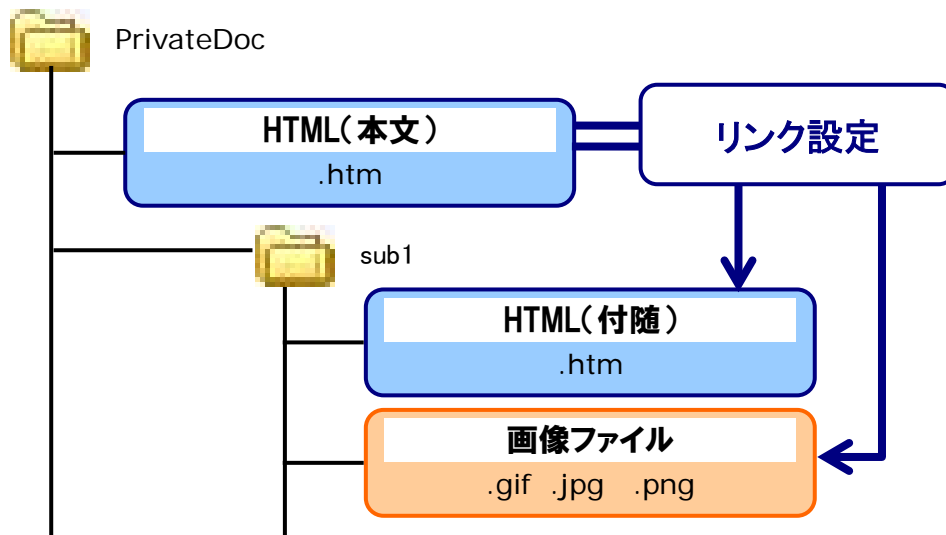 PrivateDoc
HTML(本文)
.htm
リンク設定
sub1
HTML(付随)
.htm
画像ファイル
.gif .jpg .png